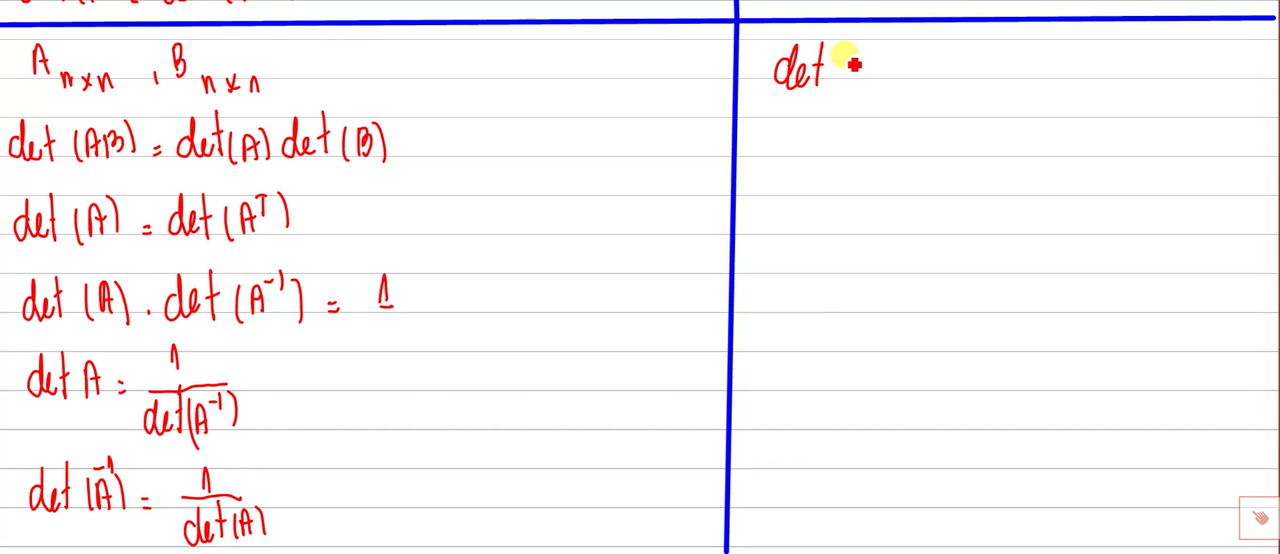 A n×n , B n×n
det (AB) = det(A) det (B)
det (A) = det (Aᵀ)
det (A) . det (A⁻¹) = 1
det A = 1 / det(A⁻¹)
det (A⁻¹) = 1 / det(A)
det